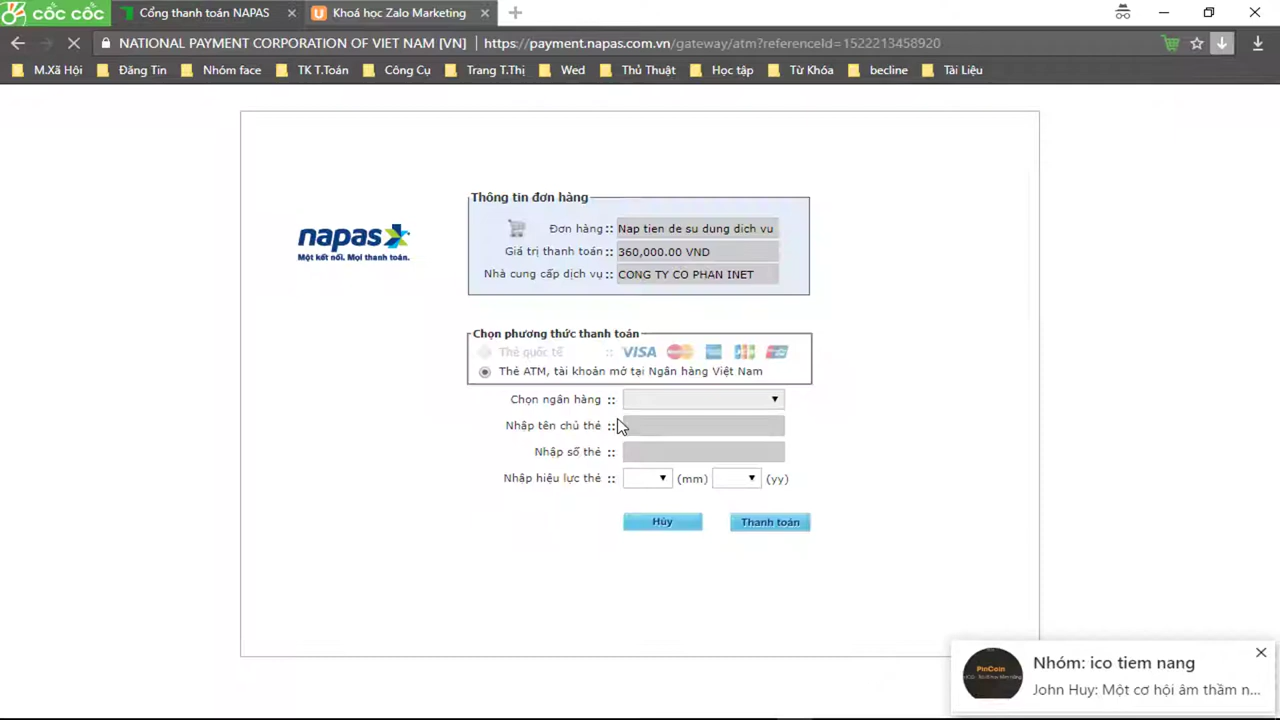 cốc cốc
Cổng thanh toán NAPAS
Khoá học Zalo Marketing
NATIONAL PAYMENT CORPORATION OF VIET NAM [VN]
https://payment.napas.com.vn/gateway/atm?referenceId=1522213458920
M.Xã Hội
Đăng Tin
Nhóm face
TK T.Toán
Công Cụ
Trang T.Thị
Wed
Thủ Thuật
Học tập
Từ Khóa
becline
Tài Liệu
Thông tin đơn hàng
napas
Một kết nối. Mọi thanh toán.
Đơn hàng :: Nap tien de su dung dich vu
Giá trị thanh toán :: 360,000.00 VND
Nhà cung cấp dịch vụ :: CONG TY CO PHAN INET
Chọn phương thức thanh toán
Thẻ quốc tế :: VISA
Thẻ ATM, tài khoản mở tại Ngân hàng Việt Nam
Chọn ngân hàng ::
Nhập tên chủ thẻ ::
Nhập số thẻ ::
Nhập hiệu lực thẻ :: (mm) (yy)
Hủy
Thanh toán
PinCoin
Nhóm: ico tiem nang
John Huy: Một cơ hội âm thầm n...